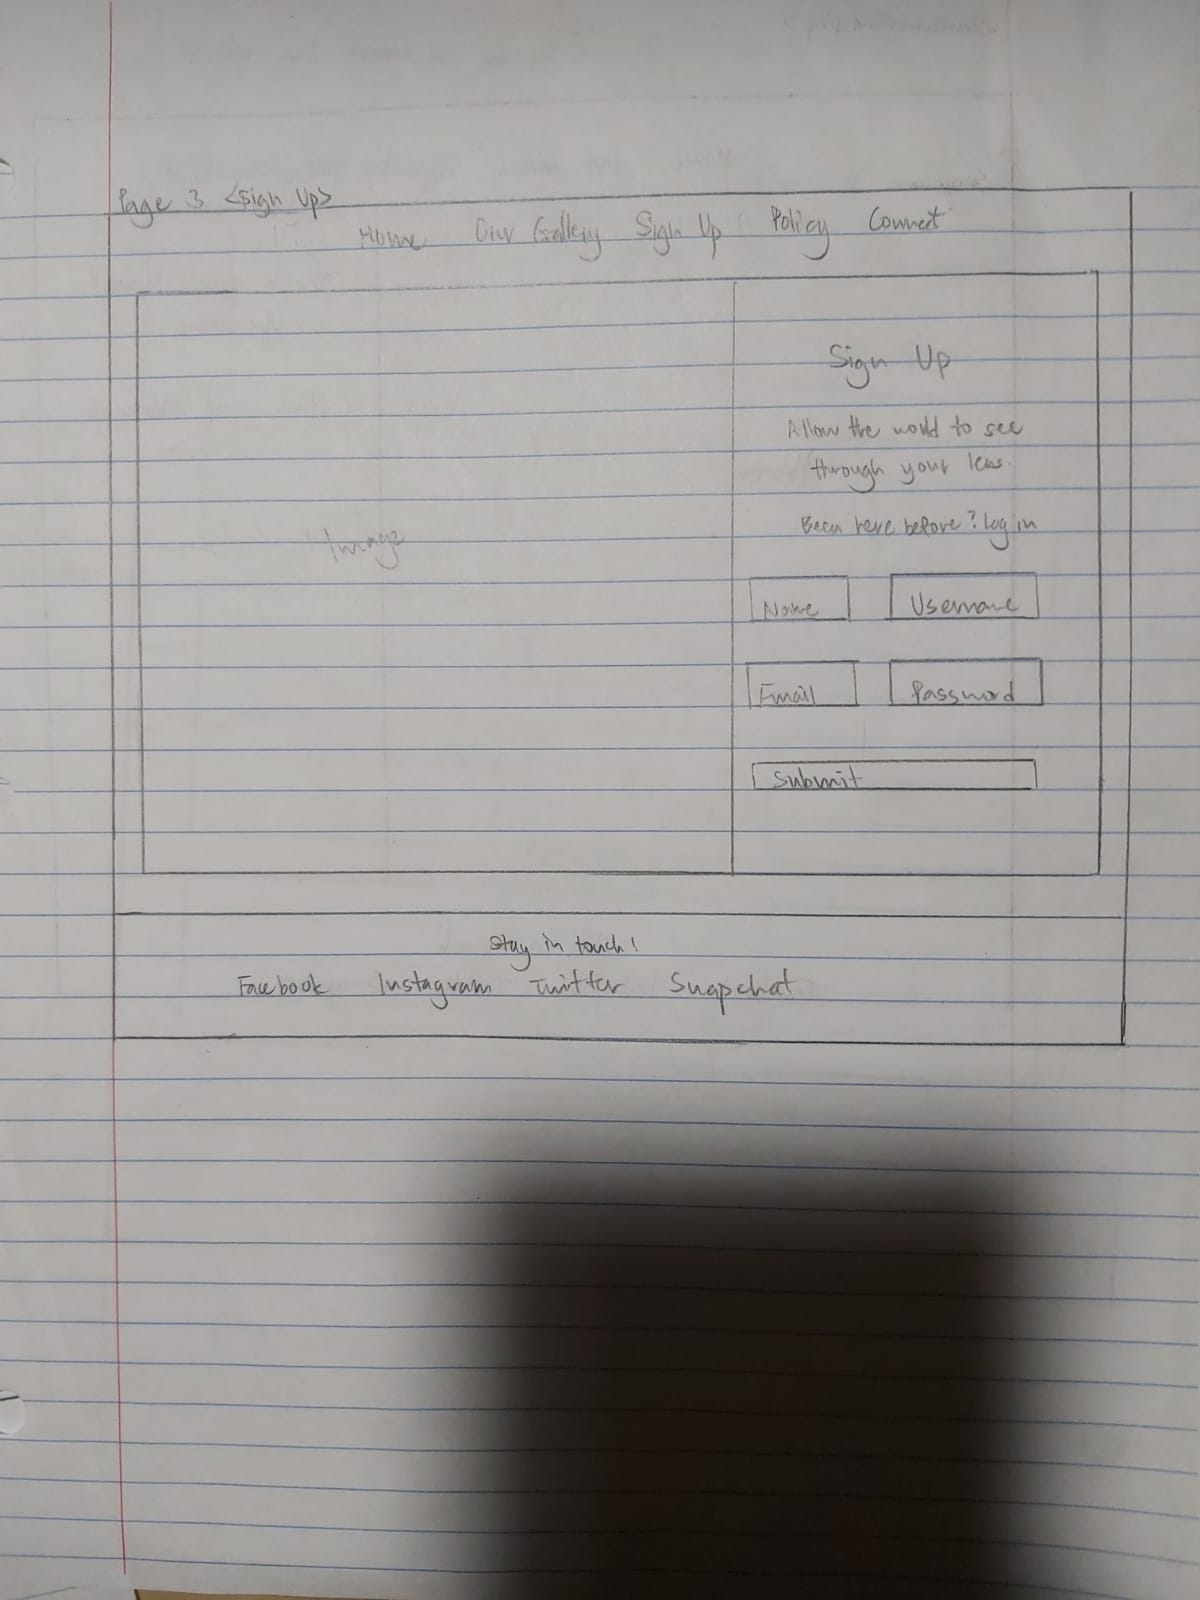 Page 3 <Sign Up>
Home Our Gallery Sign Up Policy Connect
Image
Sign Up
Allow the world to see
through your lens.
Been here before? Log in
Name Username
Email Password
Submit
Stay in touch!
Facebook Instagram Twitter Snapchat